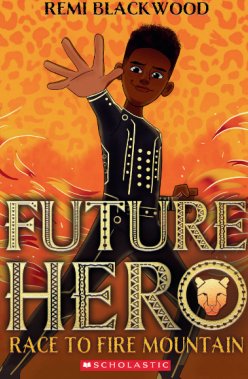 REMI BLACKWOOD
FUTURE
HERO
RACE TO FIRE MOUNTAIN
SCHOLASTIC